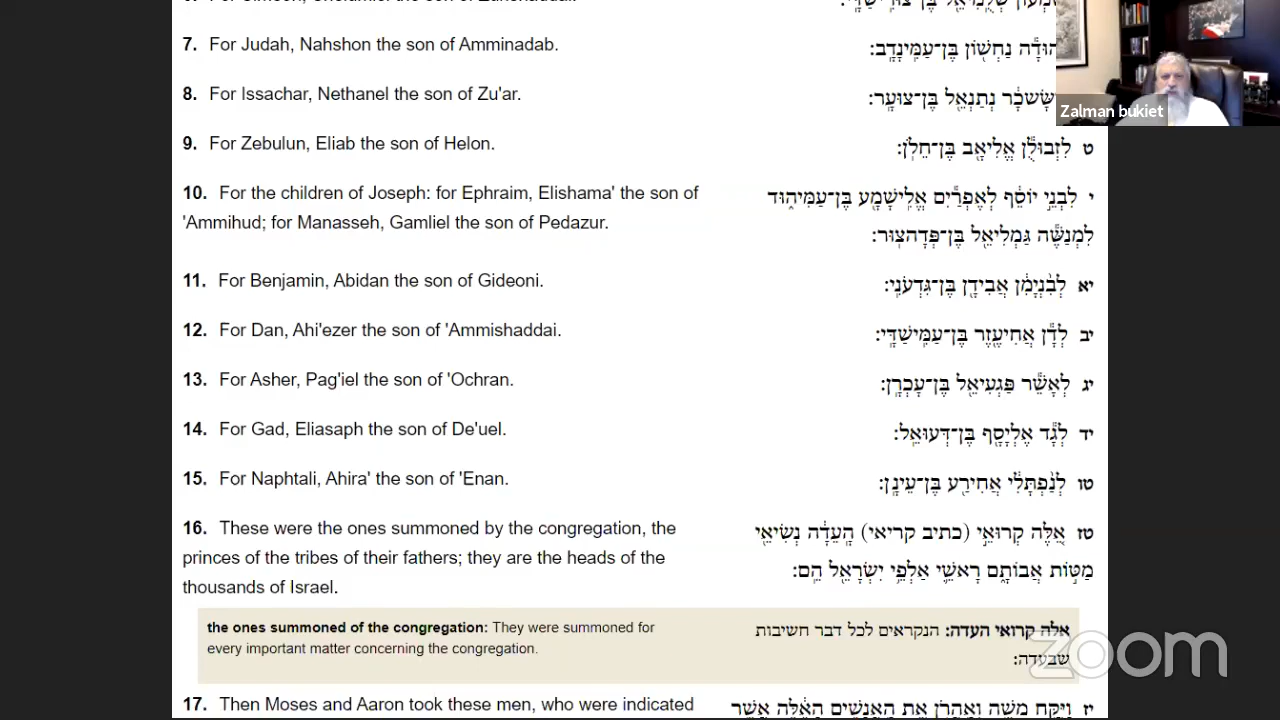 7. For Judah, Nahshon the son of Amminadab.
נַחְשׁ֖וֹן בֶּן־עַמִּֽינָדָֽב׃
8. For Issachar, Nethanel the son of Zu'ar.
נְתַנְאֵ֖ל בֶּן־צוּעָֽר׃
Zalman bukiet
9. For Zebulun, Eliab the son of Helon.
ט לִזְבוּלֻ֕ן אֱלִיאָ֖ב בֶּן־חֵלֹֽן׃
10. For the children of Joseph: for Ephraim, Elishama' the son of
'Ammihud; for Manasseh, Gamliel the son of Pedazur.
י לִבְנֵ֣י יוֹסֵ֔ף לְאֶפְרַ֕יִם אֱלִֽישָׁמָ֖ע בֶּן־עַמִּיה֑וּד
לִמְנַשֶּׁ֕ה גַּמְלִיאֵ֖ל בֶּן־פְּדָהצֽוּר׃
11. For Benjamin, Abidan the son of Gideoni.
יא לְבִ֨נְיָמִ֔ן אֲבִידָ֖ן בֶּן־גִּדְעֹנִֽי׃
12. For Dan, Ahi'ezer the son of 'Ammishaddai.
יב לְדָ֕ן אֲחִיעֶ֖זֶר בֶּן־עַמִּֽישַׁדָּֽי׃
13. For Asher, Pag'iel the son of 'Ochran.
יג לְאָשֵׁ֕ר פַּגְעִיאֵ֖ל בֶּן־עָכְרָֽן׃
14. For Gad, Eliasaph the son of De'uel.
יד לְגָ֕ד אֶלְיָסָ֖ף בֶּן־דְּעוּאֵֽל׃
15. For Naphtali, Ahira' the son of 'Enan.
טו לְנַ֨פְתָּלִ֔י אֲחִירַ֖ע בֶּן־עֵינָֽן׃
16. These were the ones summoned by the congregation, the
princes of the tribes of their fathers; they are the heads of the
thousands of Israel.
טז אֵ֚לֶּה קְרוּאֵ֣י (כתיב קריאי) הָֽעֵדָ֔ה נְשִׂיאֵ֖י
מַטּ֣וֹת אֲבוֹתָ֑ם רָאשֵׁ֛י אַלְפֵ֥י יִשְׂרָאֵ֖ל הֵֽם׃
the ones summoned of the congregation: They were summoned for
every important matter concerning the congregation.
אלה קרואי העדה: הנקראים לכל דבר חשיבות
שבעדה:
zoom
17. Then Moses and Aaron took these men, who were indicated
יז וַיִּקַּ֥ח מֹשֶׁ֖ה וְאַֽהֲרֹ֑ן אֵ֚ת הָֽאֲנָשִׁ֣ים הָאֵ֔לֶּה אֲשֶׁ֥ר